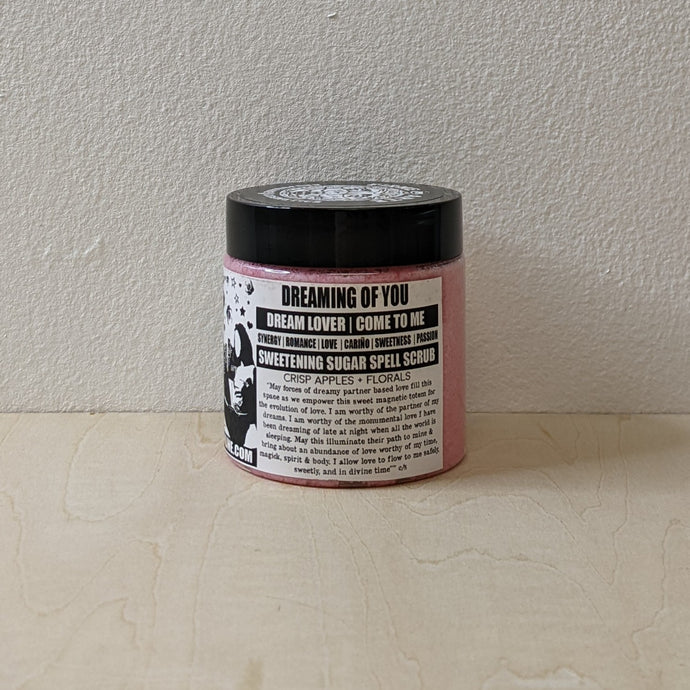 DREAMING OF YOU
DREAM LOVER | COME TO ME
SYNERGY | ROMANCE | LOVE | CARIÑO | SWEETNESS | PASSION
SWEETENING SUGAR SPELL SCRUB
CRISP APPLES + FLORALS
"May forces of dreamy partner based love fill this
space as we empower this sweet magnetic totem for
the evolution of love. I am worthy of the partner of my
dreams. I am worthy of the monumental love I have
been dreaming of late at night when all the world is
sleeping. May this illuminate their path to mine &
bring about an abundance of love worthy of my time,
magick, spirit & body. I allow love to flow to me safely,
sweetly, and in divine time"" c/s
.COM